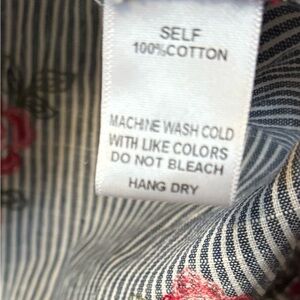 SELF
100%COTTON
MACHINE WASH COLD
WITH LIKE COLORS
DO NOT BLEACH
HANG DRY